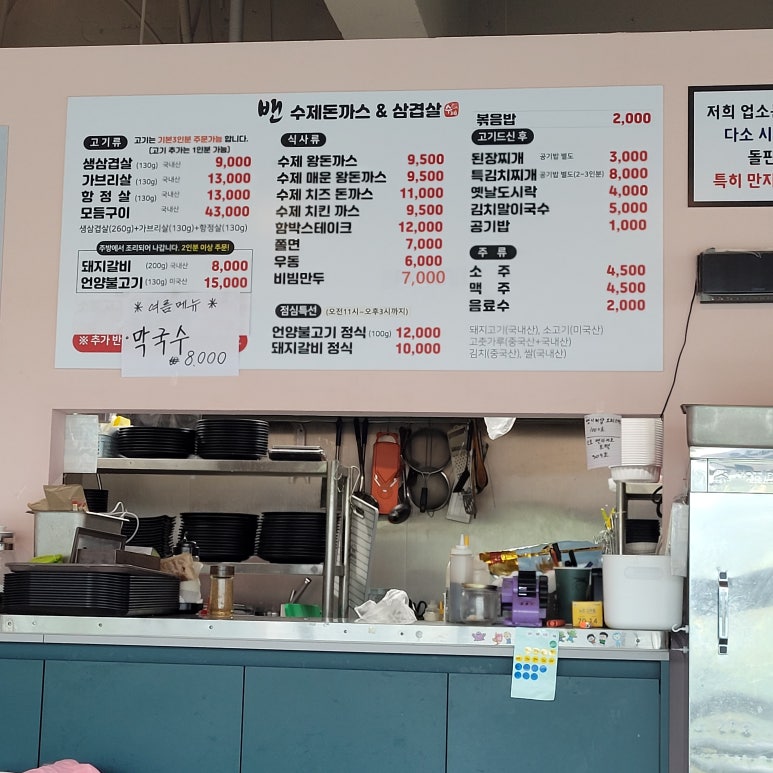 밴 수제돈까스 & 삼겹살
고기류 고기는 기본3인분 주문가능 합니다.
(고기 추가는 1인분 가능)
생삼겹살 (130g) 국내산 9,000
가브리살 (130g) 국내산 13,000
항정살 (130g) 국내산 13,000
모듬구이 국내산 43,000
생삼겹살(260g)+가브리살(130g)+항정살(130g)
주방에서 조리되어 나갑니다. 2인분 이상 주문!
돼지갈비 (200g) 국내산 8,000
언양불고기 (130g) 미국산 15,000
※ 여름메뉴 ※
·막국수
₩8,000
※ 추가 반
식사류
수제 왕돈까스 9,500
수제 매운 왕돈까스 9,500
수제 치즈 돈까스 11,000
수제 치킨 까스 9,500
함박스테이크 12,000
쫄면 7,000
우동 6,000
비빔만두 7,000
점심특선 (오전11시~오후3시까지)
언양불고기 정식 (100g) 12,000
돼지갈비 정식 10,000
볶음밥 2,000
고기드신 후
된장찌개 공기밥 별도 3,000
특김치찌개 공기밥 별도(2~3인분) 8,000
옛날도시락 4,000
김치말이국수 5,000
공기밥 1,000
주류
소주 4,500
맥주 4,500
음료수 2,000
돼지고기(국내산), 소고기(미국산)
고춧가루(중국산+국내산)
김치(중국산), 쌀(국내산)
저희 업소
다소 시
돌핀
특히 만지